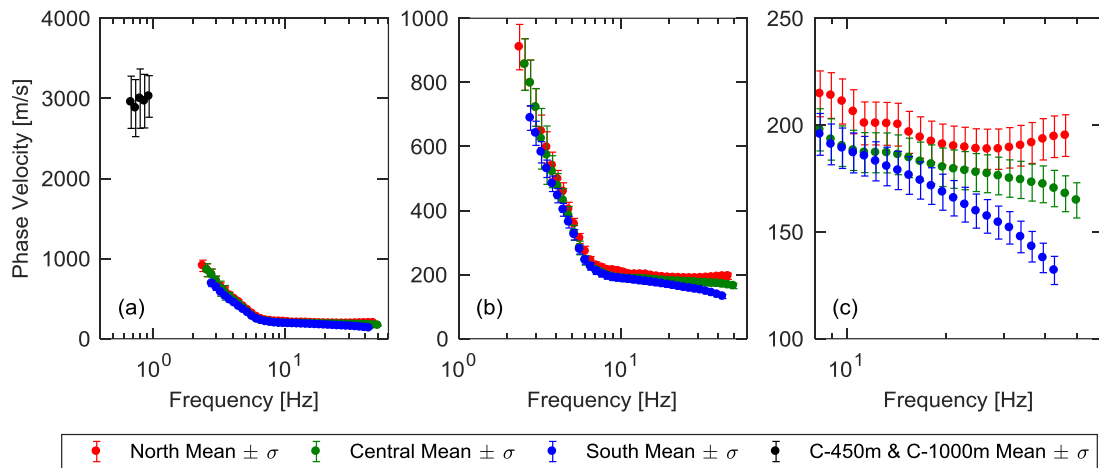 4000
3000
2000
1000
0
Phase Velocity [m/s]
(a)
10^0
10^1
Frequency [Hz]
1000
800
600
400
200
0
(b)
10^0
10^1
Frequency [Hz]
250
200
150
100
(c)
10^1
Frequency [Hz]
North Mean ± σ
Central Mean ± σ
South Mean ± σ
C-450m & C-1000m Mean ± σ